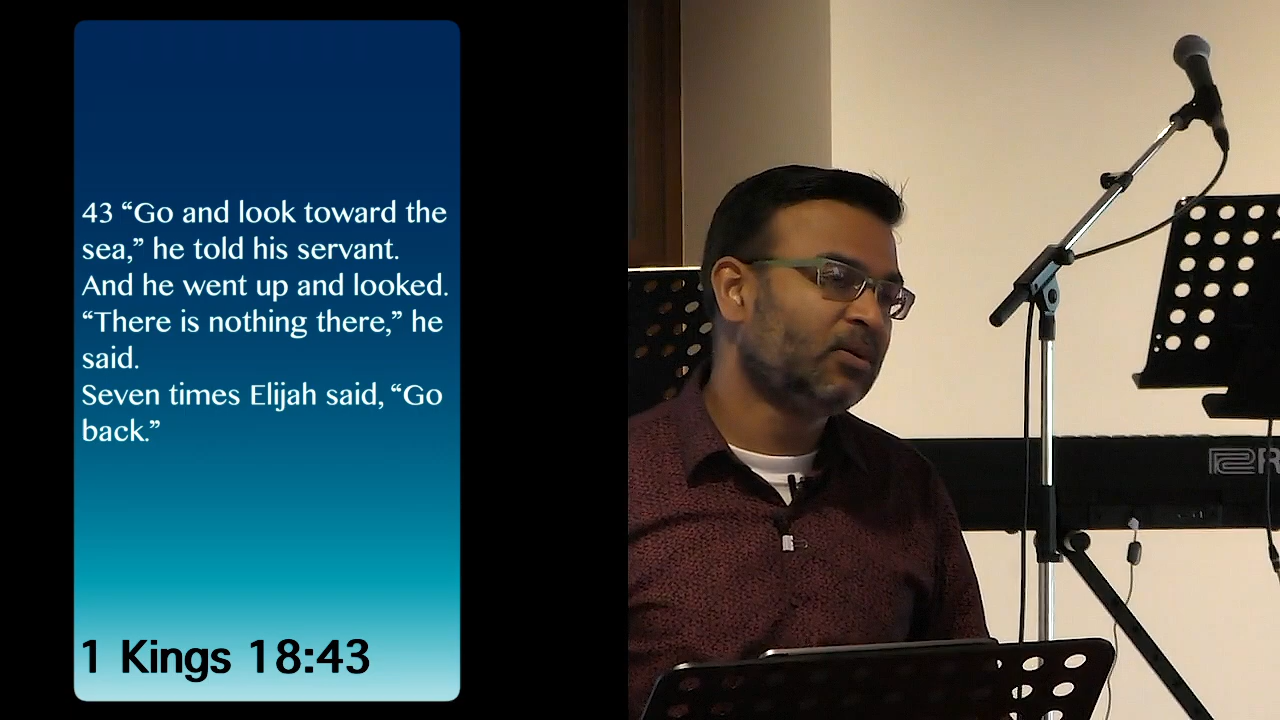 43 “Go and look toward the
sea,” he told his servant.
And he went up and looked.
“There is nothing there,” he
said.
Seven times Elijah said, “Go
back.”
1 Kings 18:43